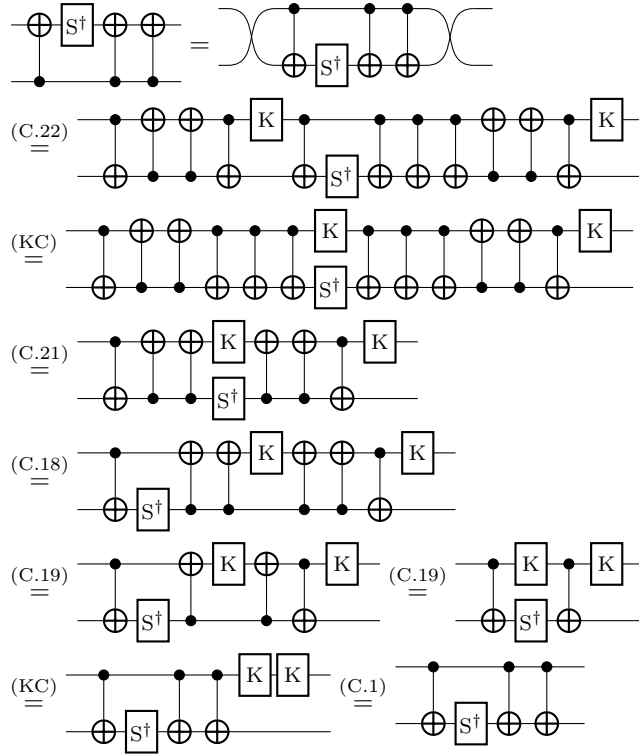 S† =
S†
(C.22) = K S† K
(KC) = K S† K
(C.21) = K S† K
(C.18) = S† K K
(C.19) = S† K K (C.19) = K S† K
(KC) = S† K K (C.1) = S†